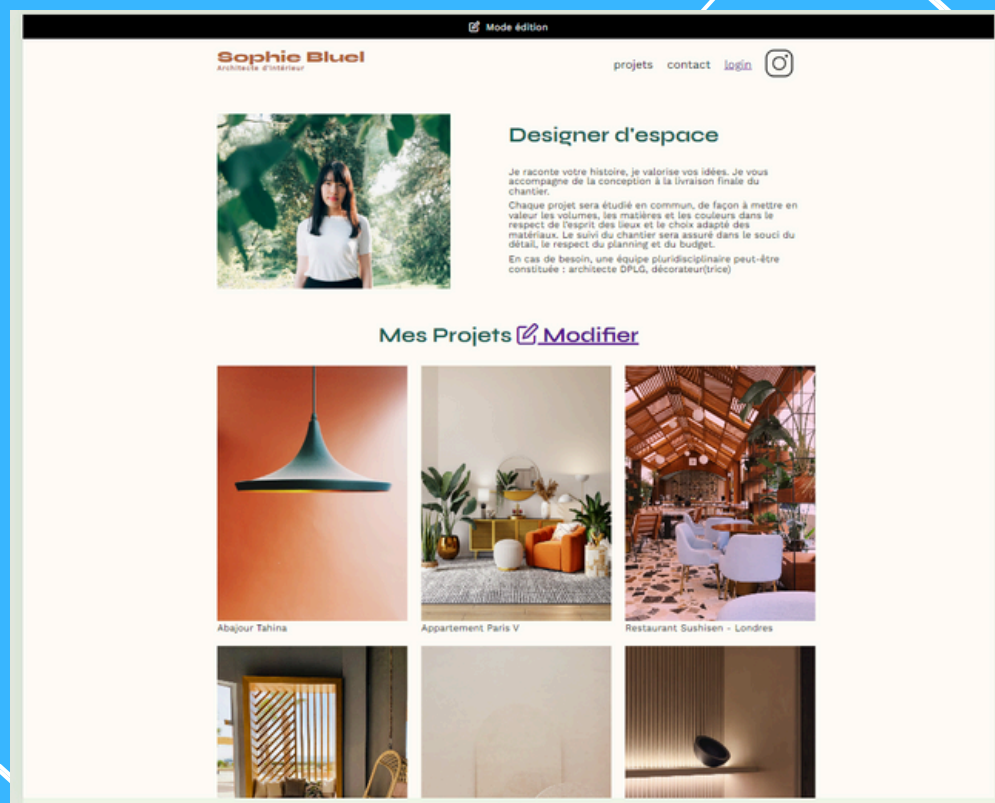 Mode édition
Sophie Bluel
Architecte d'intérieur
projets contact login
Designer d'espace
Je raconte votre histoire, je valorise vos idées. Je vous
accompagne de la conception à la livraison finale du
chantier.
Chaque projet sera étudié en commun, de façon à mettre en
valeur les volumes, les matières et les couleurs dans le
respect de l'esprit des lieux et le choix adapté des
matériaux. Le suivi du chantier sera assuré dans le souci du
détail, le respect du planning et du budget.
En cas de besoin, une équipe pluridisciplinaire peut-être
constituée : architecte DPLG, décorateur(trice)
Mes Projets Modifier
Abajour Tahina
Appartement Paris V
Restaurant Sushisen - Londres